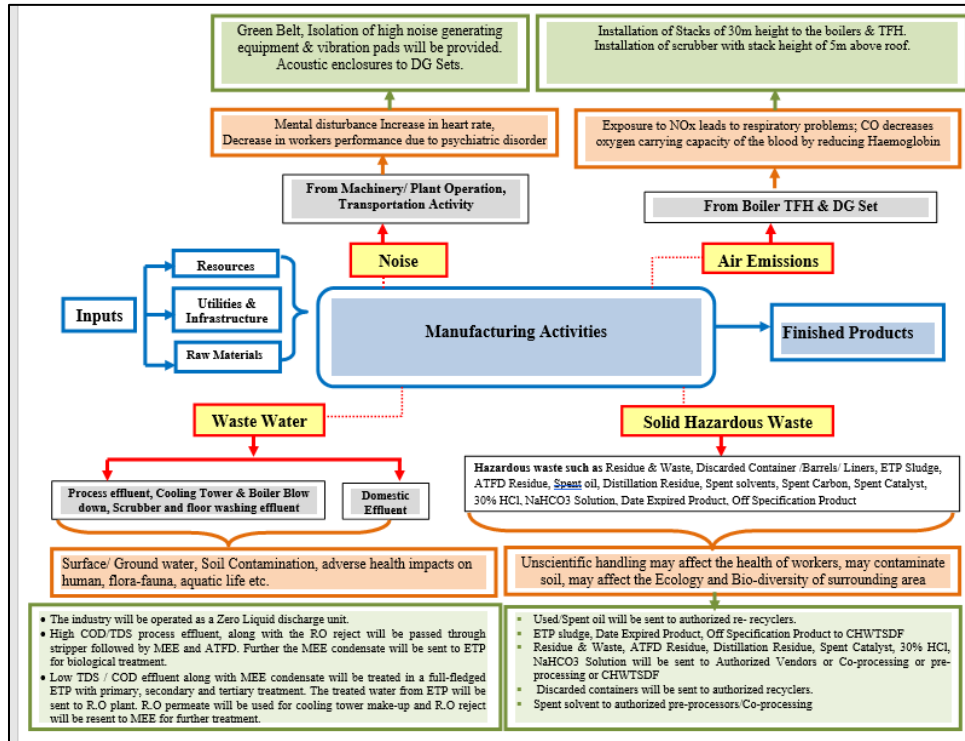 Green Belt, Isolation of high noise generating
equipment & vibration pads will be provided.
Acoustic enclosures to DG Sets.
Installation of Stacks of 30m height to the boilers & TFH.
Installation of scrubber with stack height of 5m above roof.
Mental disturbance Increase in heart rate,
Decrease in workers performance due to psychiatric disorder
Exposure to NOx leads to respiratory problems; CO decreases
oxygen carrying capacity of the blood by reducing Haemoglobin
From Machinery/ Plant Operation,
Transportation Activity
From Boiler TFH & DG Set
Noise
Air Emissions
Inputs
Resources
Utilities &
Infrastructure
Raw Materials
Manufacturing Activities
Finished Products
Waste Water
Solid Hazardous Waste
Process effluent, Cooling Tower & Boiler Blow
down, Scrubber and floor washing effluent
Domestic
Effluent
Hazardous waste such as Residue & Waste, Discarded Container /Barrels/ Liners, ETP Sludge,
ATFD Residue, Spent oil, Distillation Residue, Spent solvents, Spent Carbon, Spent Catalyst,
30% HCl, NaHCO3 Solution, Date Expired Product, Off Specification Product
Surface/ Ground water, Soil Contamination, adverse health impacts on
human, flora-fauna, aquatic life etc.
Unscientific handling may affect the health of workers, may contaminate
soil, may affect the Ecology and Bio-diversity of surrounding area
• The industry will be operated as a Zero Liquid discharge unit.
• High COD/TDS process effluent, along with the RO reject will be passed through
stripper followed by MEE and ATFD. Further the MEE condensate will be sent to ETP
for biological treatment.
• Low TDS / COD effluent along with MEE condensate will be treated in a full-fledged
ETP with primary, secondary and tertiary treatment. The treated water from ETP will be
sent to R.O plant. R.O permeate will be used for cooling tower make-up and R.O reject
will be resent to MEE for further treatment.
▪ Used/Spent oil will be sent to authorized re- recyclers.
▪ ETP sludge, Date Expired Product, Off Specification Product to CHWTSDF
▪ Residue & Waste, ATFD Residue, Distillation Residue, Spent Catalyst, 30% HCl,
NaHCO3 Solution will be sent to Authorized Vendors or Co-processing or pre-
processing or CHWTSDF
▪ Discarded containers will be sent to authorized recyclers.
▪ Spent solvent to authorized pre-processors/Co-processing